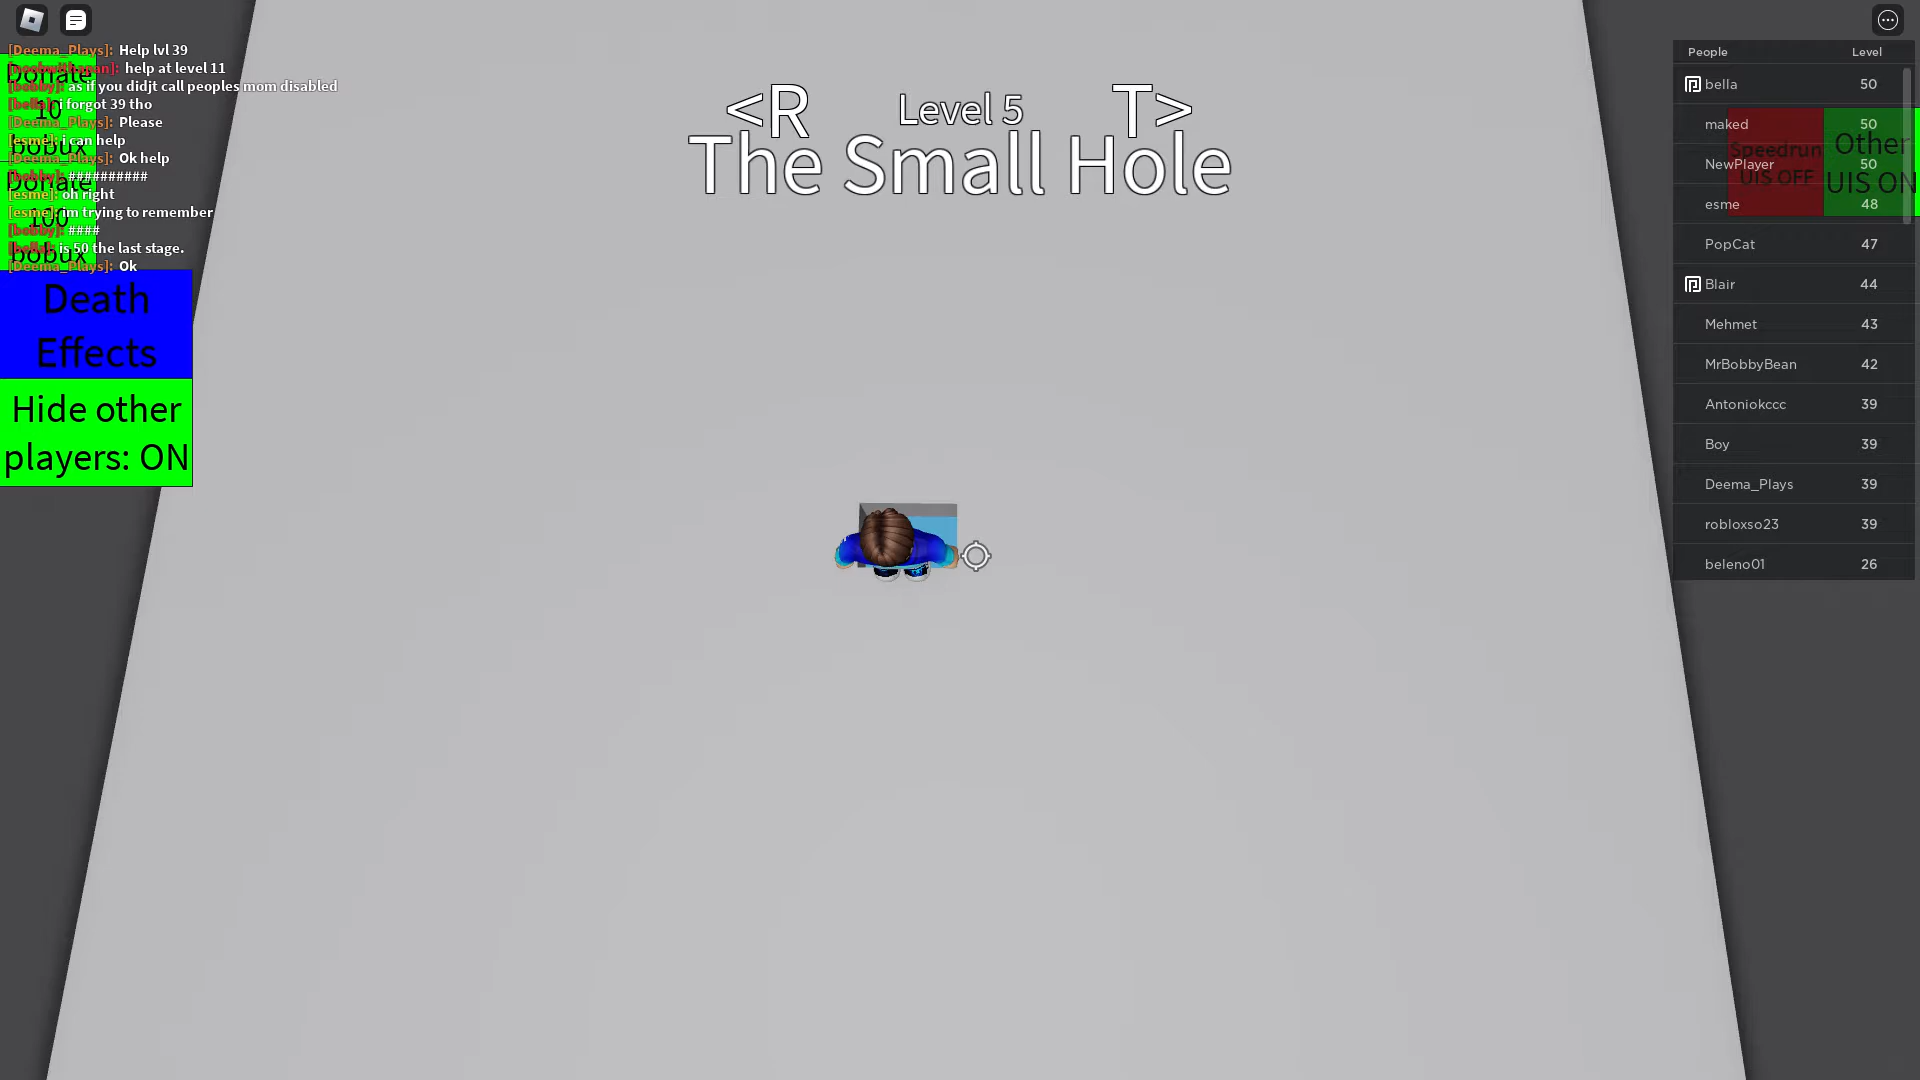 [Deema_Plays]: Help lvl 39
help at level 11
[bobby]: as if you didjt call peoples mom disabled
[bella]: i forgot 39 tho
[Deema_Plays]: Please
[esme]: i can help
[Deema_Plays]: Ok help
[bobby]: ##########
[esme]: oh right
[esme]: im trying to remember
[bobby]: ####
[bella]: is 50 the last stage.
[Deema_Plays]: Ok
Donate
10
bobux
Donate
100
bobux
Death
Effects
Hide other
players: ON
<R Level 5 T>
The Small Hole
People Level
bella 50
maked 50
NewPlayer 50
esme 48
PopCat 47
Blair 44
Mehmet 43
MrBobbyBean 42
Antoniokccc 39
Boy 39
Deema_Plays 39
robloxso23 39
beleno01 26
Speedrun
UIS OFF
Other
UIS ON